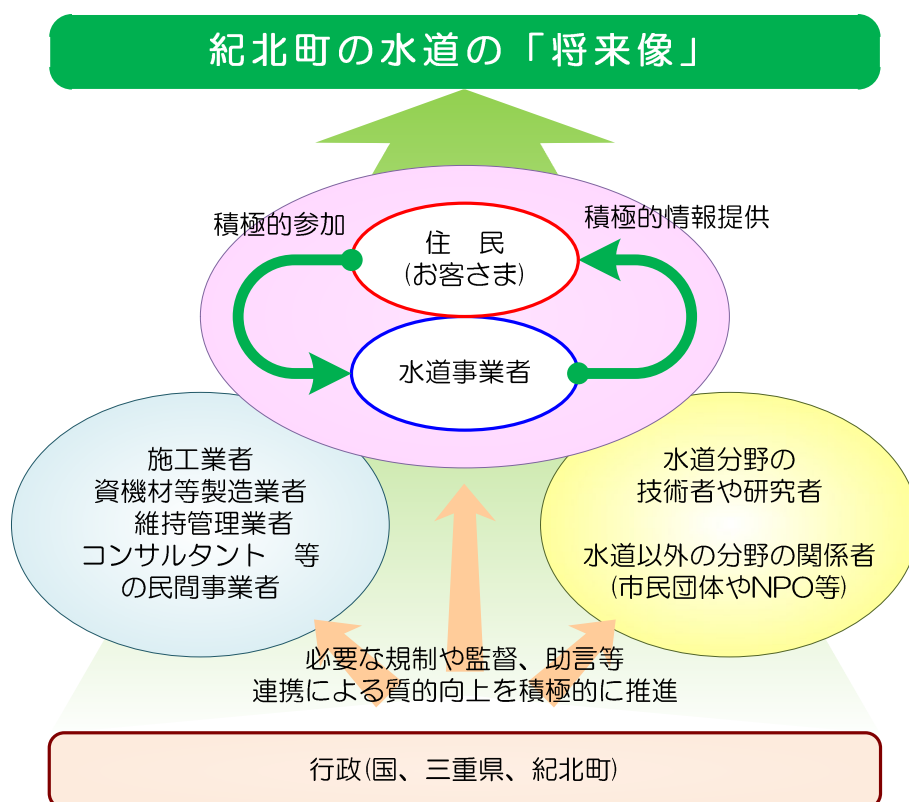 紀北町の水道の「将来像」
積極的参加
積極的情報提供
住　民
(お客さま)
水道事業者
施工業者
資機材等製造業者
維持管理業者
コンサルタント　等
の民間事業者
水道分野の
技術者や研究者
水道以外の分野の関係者
(市民団体やNPO等)
必要な規制や監督、助言等
連携による質的向上を積極的に推進
行政(国、三重県、紀北町)